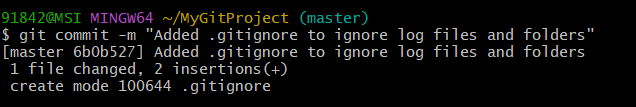 91842@MSI MINGW64 ~/MyGitProject (master)
$ git commit -m "Added .gitignore to ignore log files and folders"
[master 6b0b527] Added .gitignore to ignore log files and folders
 1 file changed, 2 insertions(+)
 create mode 100644 .gitignore